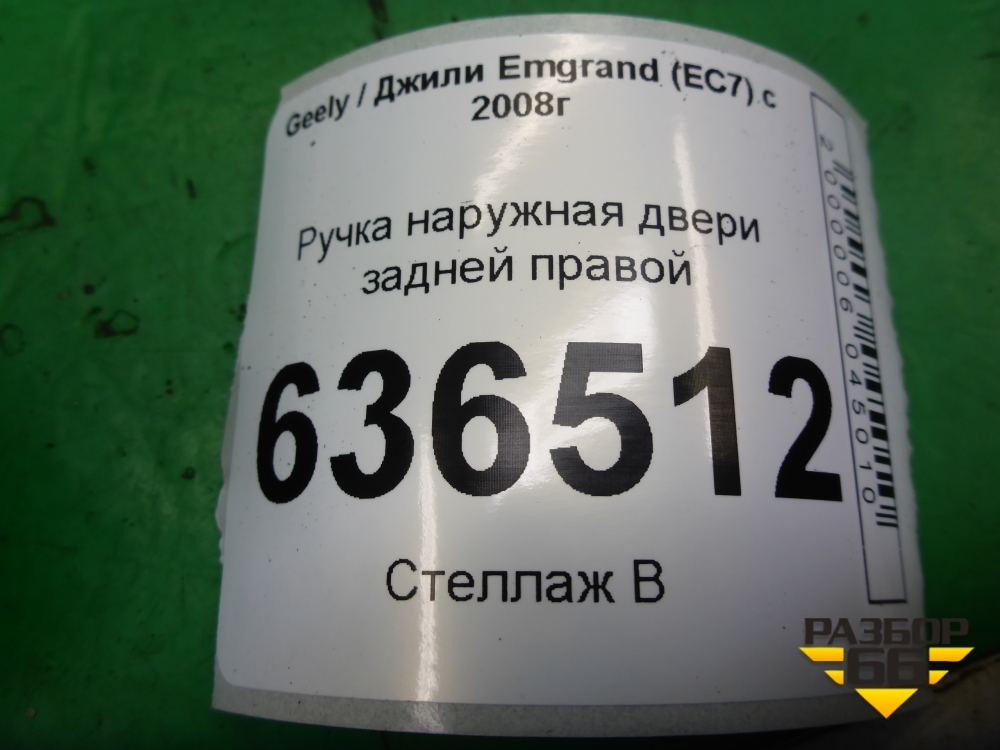 Geely / Джили Emgrand (EC7) с
2008г
Ручка наружная двери
задней правой
636512
Стеллаж В
2000006045010
РАЗБОР
66